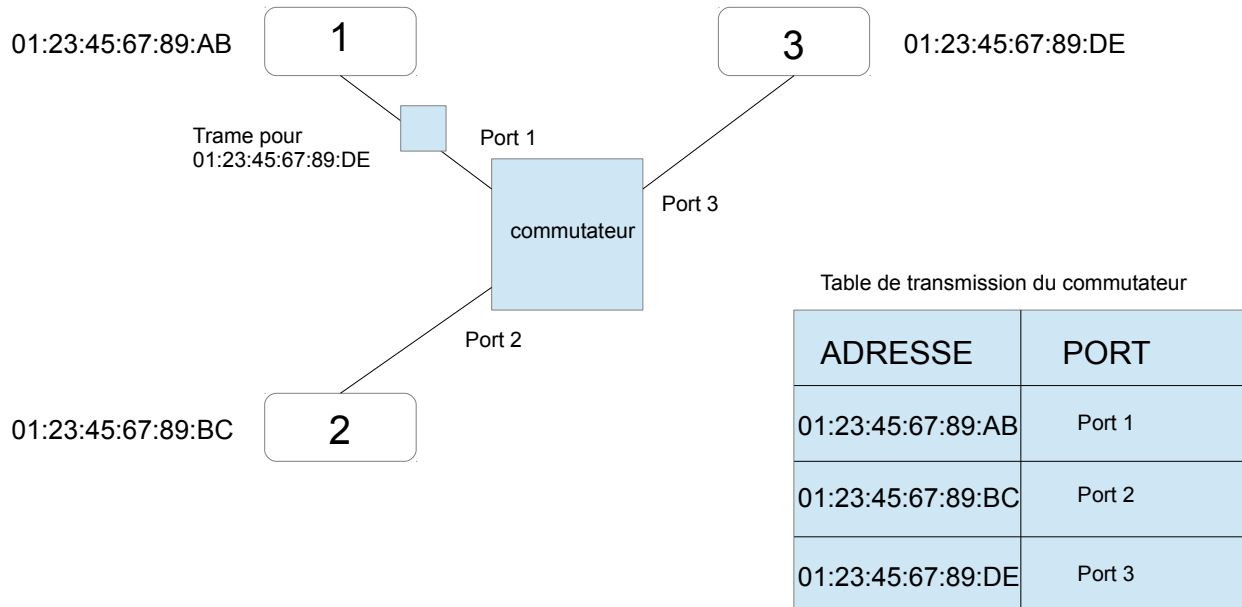 01:23:45:67:89:AB
1
3
01:23:45:67:89:DE
Trame pour
01:23:45:67:89:DE
Port 1
Port 3
commutateur
Port 2
01:23:45:67:89:BC
2
Table de transmission du commutateur
ADRESSE PORT
01:23:45:67:89:AB Port 1
01:23:45:67:89:BC Port 2
01:23:45:67:89:DE Port 3